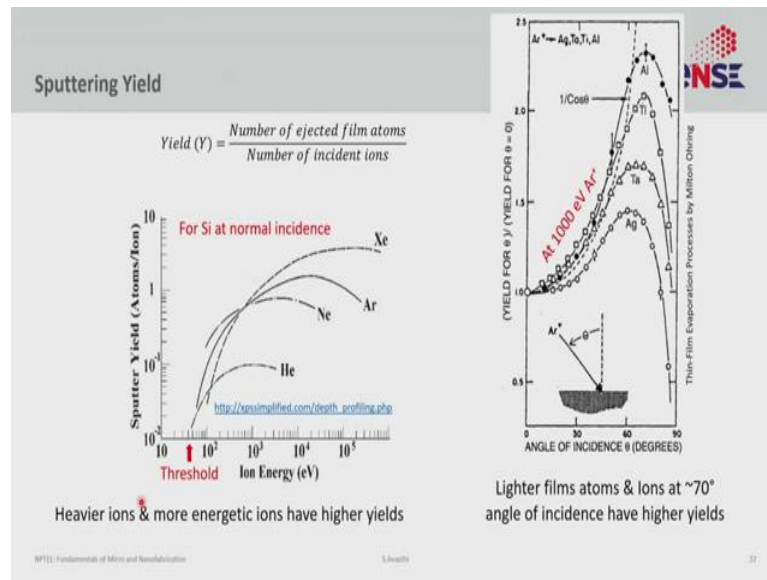 Sputtering Yield
NSE
Yield (Y) = Number of ejected film atoms
Number of incident ions
For Si at normal incidence
Sputter Yield (Atoms/Ion)
10
1
10⁻¹
10⁻²
Xe
Ar
Ne
He
http://xpssimplified.com/depth_profiling.php
10 10² 10³ 10⁴ 10⁵
Threshold
Ion Energy (eV)
Heavier ions & more energetic ions have higher yields
Ar⁺→ Ag,Ta,Ti,Al
(YIELD FOR θ)/(YIELD FOR θ = 0)
2.5
2.0
1.5
1.0
0.5
1/Cosθ
Al
Ti
Ta
Ag
At 1000 eV Ar⁺
Ar⁺
θ
0 30 60 90
ANGLE OF INCIDENCE θ (DEGREES)
Thin-Film Evaporation Processes by Milton Ohring
Lighter films atoms & Ions at ~70°
angle of incidence have higher yields
NPTEL: Fundamentals of Micro and Nanofabrication
S.Avasthi
32